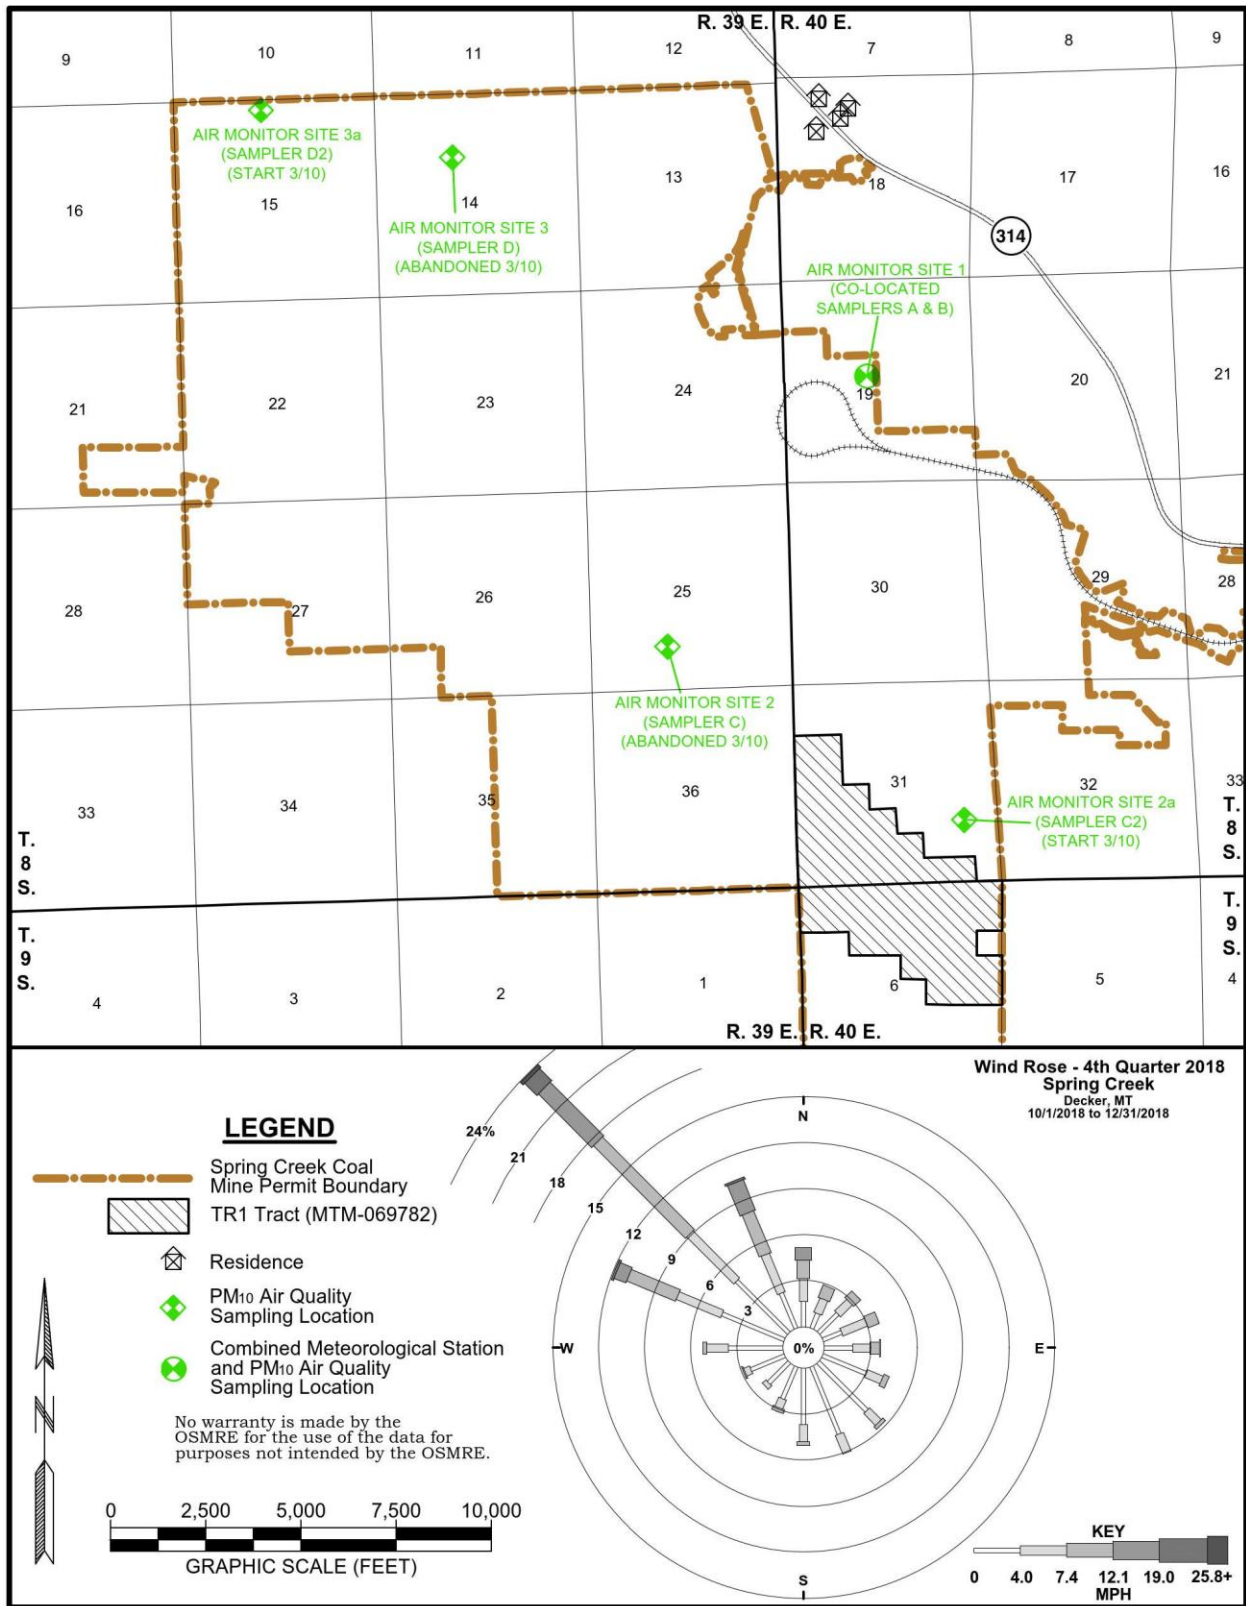 R. 39 E. R. 40 E.
9
10
11
12
7
8
9
AIR MONITOR SITE 3a
(SAMPLER D2)
(START 3/10)
16
15
14
13
18
17
16
AIR MONITOR SITE 3
(SAMPLER D)
(ABANDONED 3/10)
314
AIR MONITOR SITE 1
(CO-LOCATED
SAMPLERS A & B)
21
22
23
24
19
20
21
28
27
26
25
30
29
28
AIR MONITOR SITE 2
(SAMPLER C)
(ABANDONED 3/10)
33
34
35
36
31
32
33
AIR MONITOR SITE 2a
(SAMPLER C2)
(START 3/10)
T.
8
S.
T.
8
S.
T.
9
S.
T.
9
S.
4
3
2
1
6
5
4
R. 39 E. R. 40 E.
Wind Rose - 4th Quarter 2018
Spring Creek
Decker, MT
10/1/2018 to 12/31/2018
LEGEND
Spring Creek Coal
Mine Permit Boundary
TR1 Tract (MTM-069782)
Residence
PM10 Air Quality
Sampling Location
Combined Meteorological Station
and PM10 Air Quality
Sampling Location
No warranty is made by the
OSMRE for the use of the data for
purposes not intended by the OSMRE.
0 2,500 5,000 7,500 10,000
GRAPHIC SCALE (FEET)
N
24%
21
18
15
12
9
6
3
0%
N
W
E
S
KEY
0 4.0 7.4 12.1 19.0 25.8+
MPH